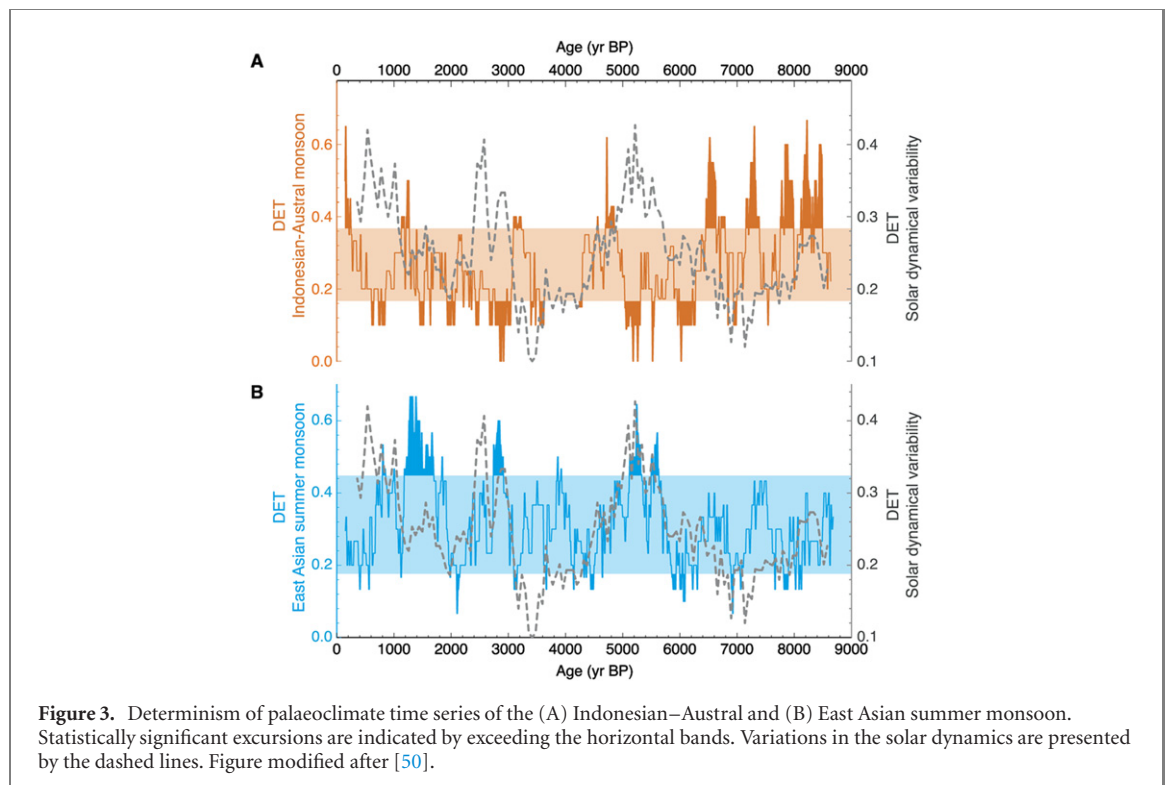 A
Age (yr BP)
0 1000 2000 3000 4000 5000 6000 7000 8000 9000
DET
Indonesian-Austral monsoon
0.6
0.4
0.2
0.0
0.4
0.3
0.2
0.1
DET
Solar dynamical variability
B
DET
East Asian summer monsoon
0.6
0.4
0.2
0.0
0.4
0.3
0.2
0.1
DET
Solar dynamical variability
0 1000 2000 3000 4000 5000 6000 7000 8000 9000
Age (yr BP)
Figure 3. Determinism of palaeoclimate time series of the (A) Indonesian–Austral and (B) East Asian summer monsoon.
Statistically significant excursions are indicated by exceeding the horizontal bands. Variations in the solar dynamics are presented
by the dashed lines. Figure modified after [50].